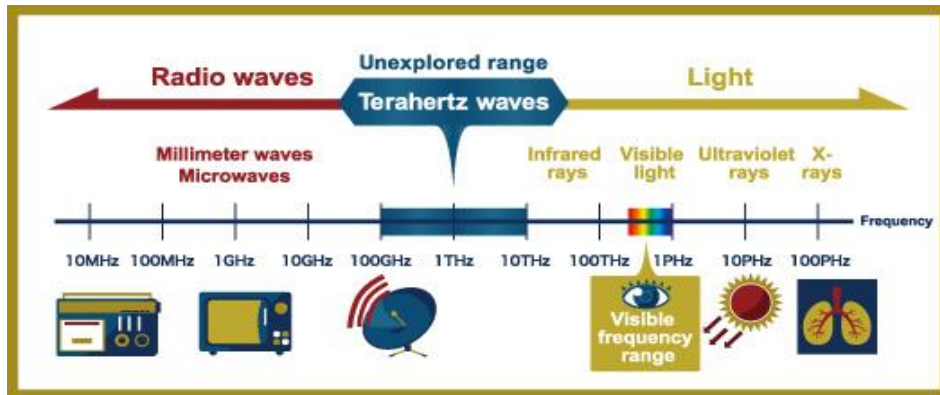 Unexplored range
Radio waves
Terahertz waves
Light
Millimeter waves
Microwaves
Infrared
rays
Visible
light
Ultraviolet
rays
X-
rays
Frequency
10MHz 100MHz 1GHz 10GHz 100GHz 1THz 10THz 100THz 1PHz 10PHz 100PHz
Visible
frequency
range